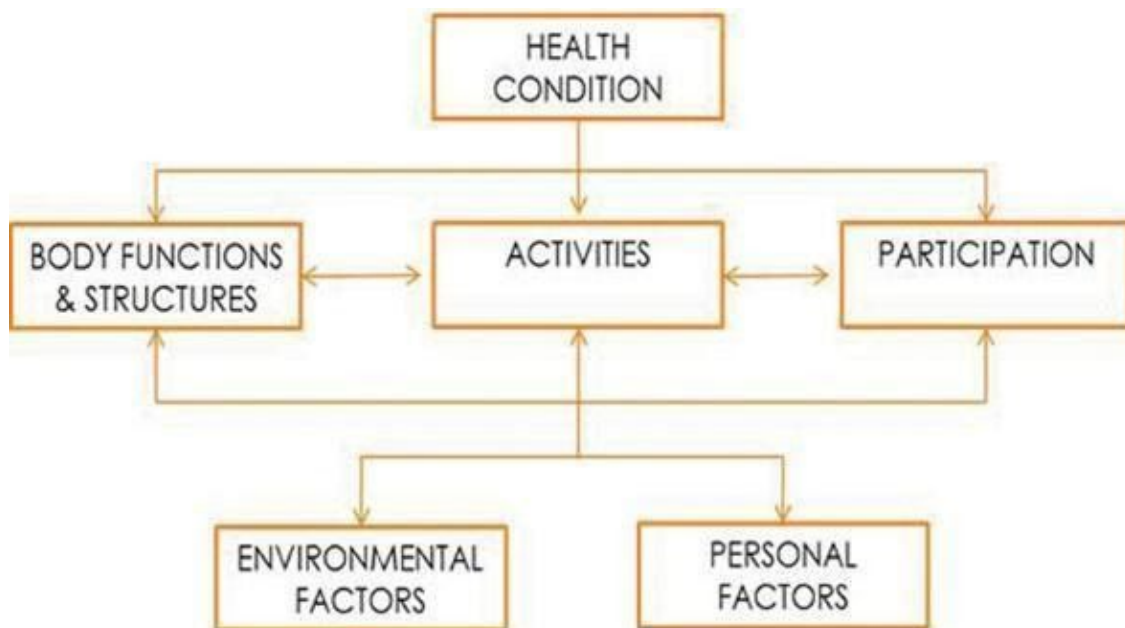 HEALTH
CONDITION
BODY FUNCTIONS
& STRUCTURES
ACTIVITIES
PARTICIPATION
ENVIRONMENTAL
FACTORS
PERSONAL
FACTORS